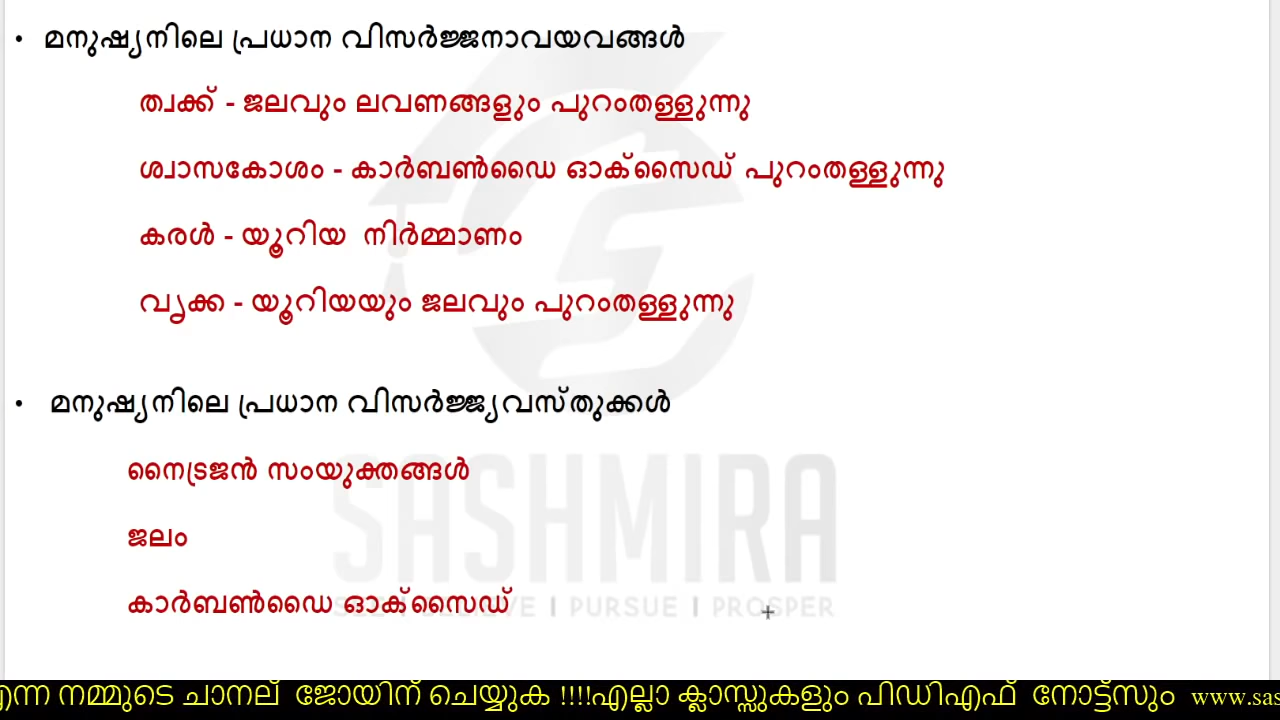 • മനുഷ്യനിലെ പ്രധാന വിസർജ്ജനാവയവങ്ങൾ
ത്വക്ക് - ജലവും ലവണങ്ങളും പുറംതള്ളുന്നു
ശ്വാസകോശം - കാർബൺഡൈ ഓക്സൈഡ് പുറംതള്ളുന്നു
കരൾ - യൂറിയ നിർമ്മാണം
വൃക്ക - യൂറിയയും ജലവും പുറംതള്ളുന്നു
• മനുഷ്യനിലെ പ്രധാന വിസർജ്ജ്യവസ്തുക്കൾ
നൈട്രജൻ സംയുക്തങ്ങൾ
SASHMIRA
ജലം
കാർബൺഡൈ ഓക്സൈഡ്
| PURSUE | PROSPER
എന്ന നമ്മുടെ ചാനല് ജോയിന് ചെയ്യുക !!!!എല്ലാ ക്ലാസ്സുകളും പിഡിഎഫ് നോട്ട്സും www.sas